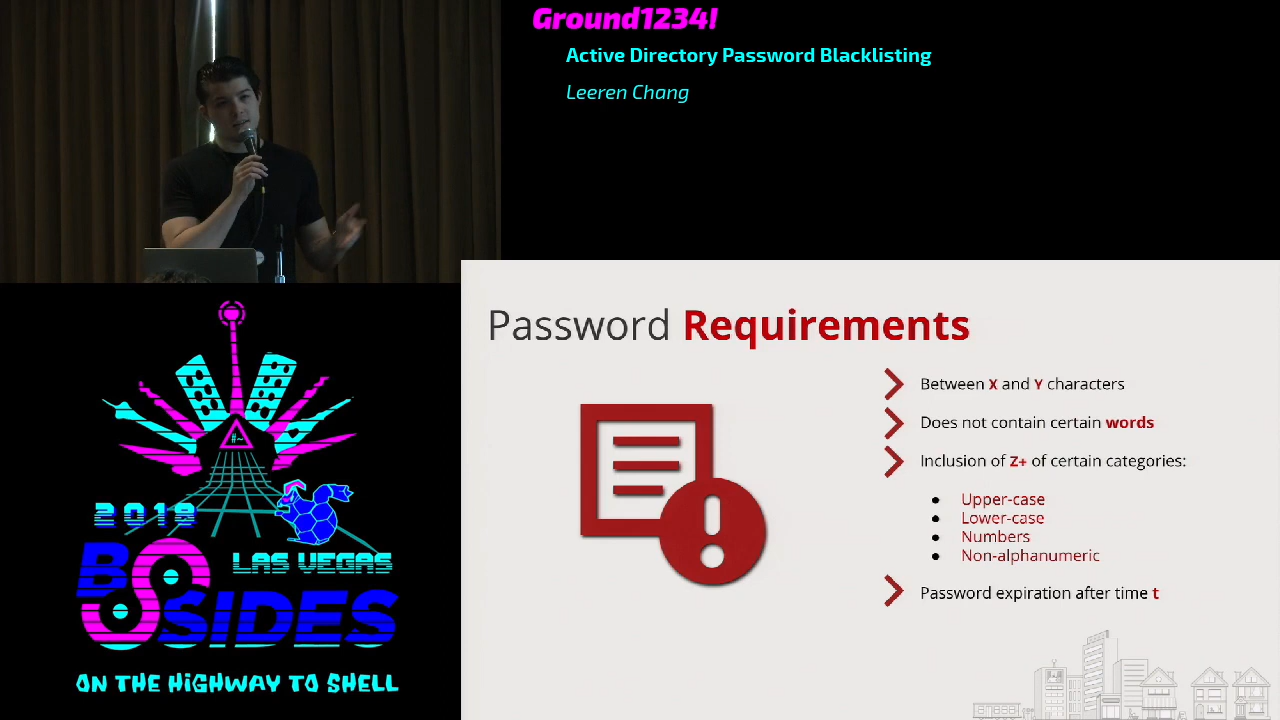 Ground1234!
Active Directory Password Blacklisting
Leeren Chang
Password Requirements
Between X and Y characters
Does not contain certain words
Inclusion of Z+ of certain categories:
Upper-case
Lower-case
Numbers
Non-alphanumeric
Password expiration after time t
#~
2019
LAS VEGAS
BSIDES
ON THE HIGHWAY TO SHELL